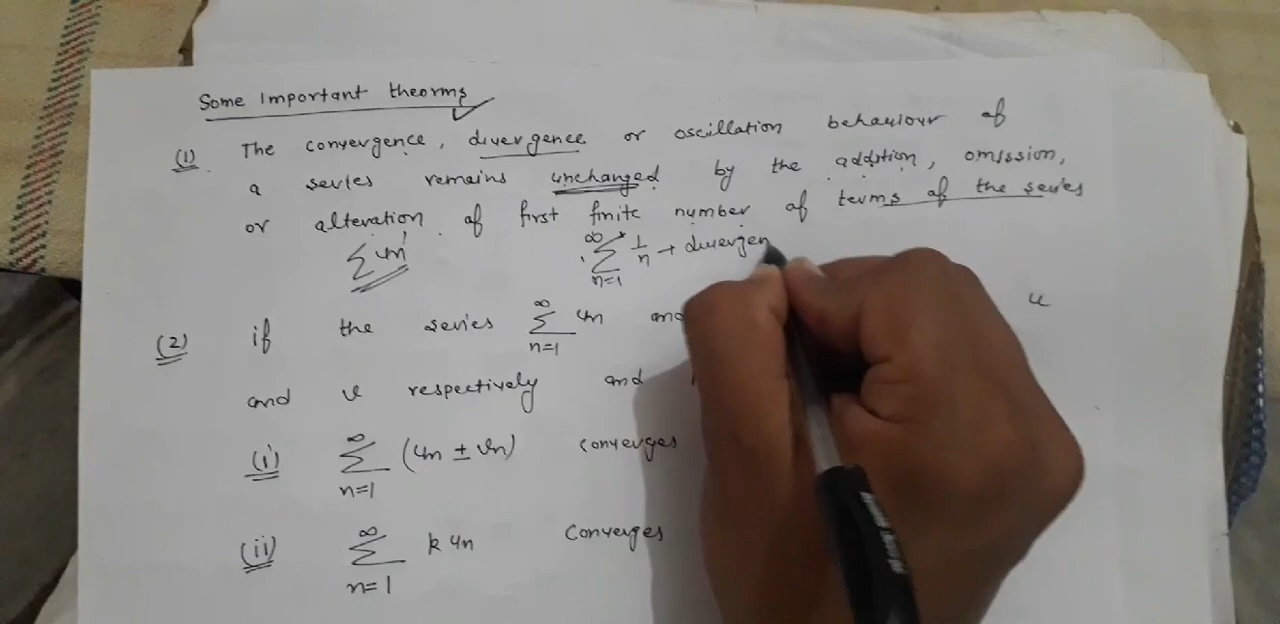 Some Important theorms
(1) The convergence, divergence or oscillation behaviour of
a series remains unchanged by the addition, omission,
or alteration of first finite number of terms of the series
∑un ∞ ∑ n=1 1/n → divergen
(2) if the series ∞ ∑ n=1 un and u
and v respectively and
(i) ∞ ∑ n=1 (un ± vn) converges
(ii) ∞ ∑ n=1 k un Converges